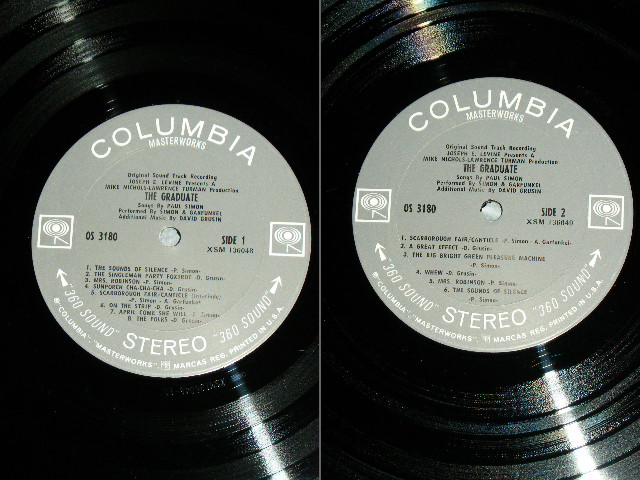 COLUMBIA
MASTERWORKS
Original Sound Track Recording
JOSEPH E. LEVINE Presents A
MIKE NICHOLS-LAWRENCE TURMAN Production
THE GRADUATE
Songs By PAUL SIMON
Performed By SIMON & GARFUNKEL
Additional Music By DAVID GRUSIN
OS 3180
SIDE 1
XSM 136048
1. THE SOUNDS OF SILENCE -P. Simon-
2. THE SINGLEMAN PARTY FOXTROT -D. Grusin-
3. MRS. ROBINSON -P. Simon-
4. SUNPORCH CHA-CHA-CHA -D. Grusin-
5. SCARBOROUGH FAIR/CANTICLE (Interlude)
-P. Simon - A. Garfunkel-
6. ON THE STRIP -D. Grusin-
7. APRIL COME SHE WILL -P. Simon-
8. THE FOLKS -D. Grusin-
"360 SOUND" STEREO "360 SOUND"
® "COLUMBIA", "MASTERWORKS", MARCAS REG. PRINTED IN U.S.A.
COLUMBIA
MASTERWORKS
Original Sound Track Recording
JOSEPH E. LEVINE Presents A
MIKE NICHOLS-LAWRENCE TURMAN Production
THE GRADUATE
Songs By PAUL SIMON
Performed By SIMON & GARFUNKEL
Additional Music By DAVID GRUSIN
OS 3180
SIDE 2
XSM 136049
1. SCARBOROUGH FAIR/CANTICLE -P. Simon - A. Garfunkel-
2. A GREAT EFFECT -D. Grusin-
3. THE BIG BRIGHT GREEN PLEASURE MACHINE
-P. Simon-
4. WHEW -D. Grusin-
5. MRS. ROBINSON -P. Simon-
6. THE SOUNDS OF SILENCE
-P. Simon-
"360 SOUND" STEREO "360 SOUND"
® "COLUMBIA", "MASTERWORKS", MARCAS REG. PRINTED IN U.S.A.